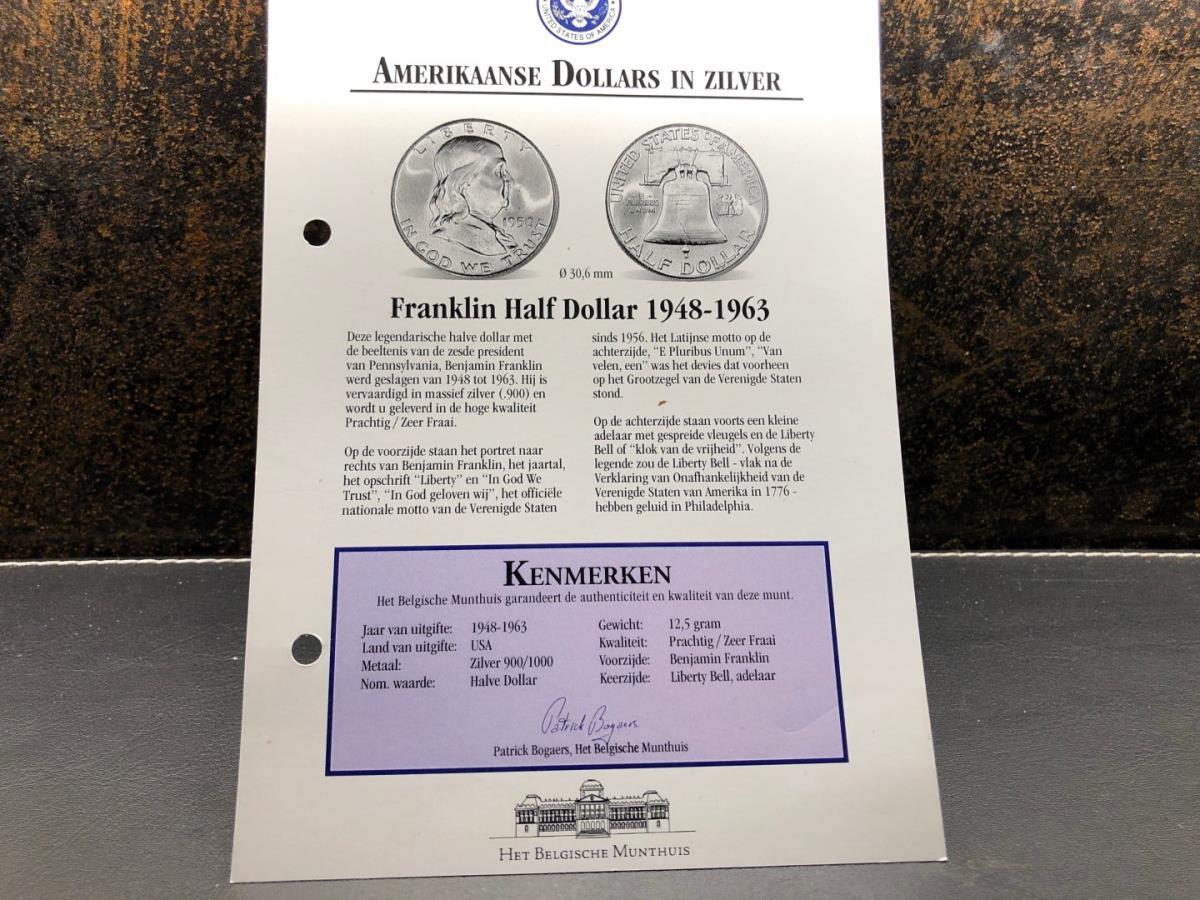 UNITED STATES OF AMERICA
AMERIKAANSE DOLLARS IN ZILVER
LIBERTY
1950
IN GOD WE TRUST
UNITED STATES OF AMERICA
PLURIBUS
UNUM
HALF DOLLAR
Ø 30,6 mm
Franklin Half Dollar 1948-1963
Deze legendarische halve dollar met
de beeltenis van de zesde president
van Pennsylvania, Benjamin Franklin
werd geslagen van 1948 tot 1963. Hij is
vervaardigd in massief zilver (.900) en
wordt u geleverd in de hoge kwaliteit
Prachtig / Zeer Fraai.
Op de voorzijde staan het portret naar
rechts van Benjamin Franklin, het jaartal,
het opschrift "Liberty" en "In God We
Trust", "In God geloven wij", het officiële
nationale motto van de Verenigde Staten
sinds 1956. Het Latijnse motto op de
achterzijde, "E Pluribus Unum", "Van
velen, een" was het devies dat voorheen
op het Grootzegel van de Verenigde Staten
stond.
Op de achterzijde staan voorts een kleine
adelaar met gespreide vleugels en de Liberty
Bell of "klok van de vrijheid". Volgens de
legende zou de Liberty Bell - vlak na de
Verklaring van Onafhankelijkheid van de
Verenigde Staten van Amerika in 1776 -
hebben geluid in Philadelphia.
KENMERKEN
Het Belgische Munthuis garandeert de authenticiteit en kwaliteit van deze munt.
Jaar van uitgifte: 1948-1963
Land van uitgifte: USA
Metaal: Zilver 900/1000
Nom. waarde: Halve Dollar
Gewicht: 12,5 gram
Kwaliteit: Prachtig / Zeer Fraai
Voorzijde: Benjamin Franklin
Keerzijde: Liberty Bell, adelaar
Patrick Bogaers
Patrick Bogaers, Het Belgische Munthuis
HET BELGISCHE MUNTHUIS